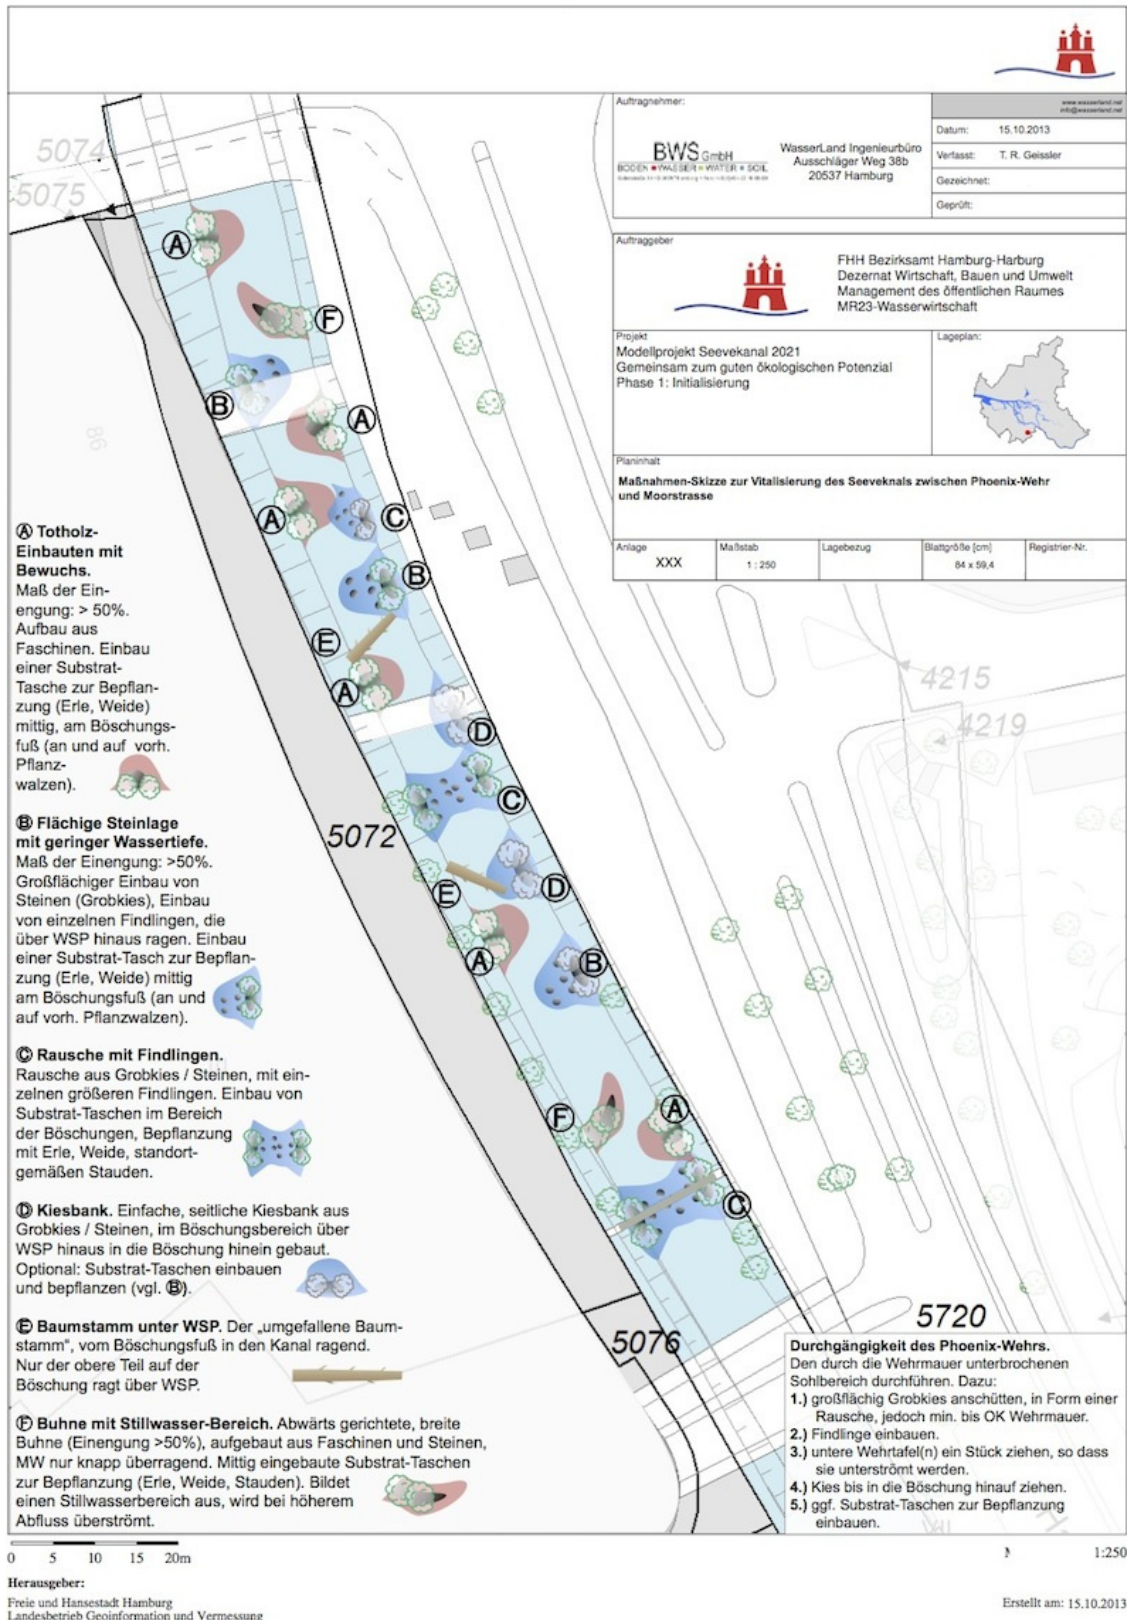 www.wasserland.net
info@wasserland.net
Auftragnehmer:
BWS GmbH
BODEN WASSER WATER SOIL
WasserLand Ingenieurbüro
Ausschläger Weg 38b
20537 Hamburg
Datum: 15.10.2013
Verfasst: T. R. Geissler
Gezeichnet:
Geprüft:
Auftraggeber
FHH Bezirksamt Hamburg-Harburg
Dezernat Wirtschaft, Bauen und Umwelt
Management des öffentlichen Raumes
MR23-Wasserwirtschaft
Projekt
Modellprojekt Seevekanal 2021
Gemeinsam zum guten ökologischen Potenzial
Phase 1: Initialisierung
Lageplan:
Planinhalt
Maßnahmen-Skizze zur Vitalisierung des Seeveknals zwischen Phoenix-Wehr
und Moorstrasse
Anlage
XXX
Maßstab
1 : 250
Lagebezug
Blattgröße [cm]
84 x 59,4
Registrier-Nr.
5074
5075
A
F
B
A
86
A
C
B
E
A
D
C
5072
D
E
A
B
F
A
C
4215
4219
5076
5720
Ⓐ Totholz-
Einbauten mit
Bewuchs.
Maß der Ein-
engung: > 50%.
Aufbau aus
Faschinen. Einbau
einer Substrat-
Tasche zur Bepflan-
zung (Erle, Weide)
mittig, am Böschungs-
fuß (an und auf vorh.
Pflanz-
walzen).
Ⓑ Flächige Steinlage
mit geringer Wassertiefe.
Maß der Einengung: >50%.
Großflächiger Einbau von
Steinen (Grobkies), Einbau
von einzelnen Findlingen, die
über WSP hinaus ragen. Einbau
einer Substrat-Tasch zur Bepflan-
zung (Erle, Weide) mittig
am Böschungsfuß (an und
auf vorh. Pflanzwalzen).
Ⓒ Rausche mit Findlingen.
Rausche aus Grobkies / Steinen, mit ein-
zelnen größeren Findlingen. Einbau von
Substrat-Taschen im Bereich
der Böschungen, Bepflanzung
mit Erle, Weide, standort-
gemäßen Stauden.
Ⓓ Kiesbank. Einfache, seitliche Kiesbank aus
Grobkies / Steinen, im Böschungsbereich über
WSP hinaus in die Böschung hinein gebaut.
Optional: Substrat-Taschen einbauen
und bepflanzen (vgl. Ⓑ).
Ⓔ Baumstamm unter WSP. Der „umgefallene Baum-
stamm“, vom Böschungsfuß in den Kanal ragend.
Nur der obere Teil auf der
Böschung ragt über WSP.
Ⓕ Buhne mit Stillwasser-Bereich. Abwärts gerichtete, breite
Buhne (Einengung >50%), aufgebaut aus Faschinen und Steinen,
MW nur knapp überragend. Mittig eingebaute Substrat-Taschen
zur Bepflanzung (Erle, Weide, Stauden). Bildet
einen Stillwasserbereich aus, wird bei höherem
Abfluss überströmt.
Durchgängigkeit des Phoenix-Wehrs.
Den durch die Wehrmauer unterbrochenen
Sohlbereich durchführen. Dazu:
1.) großflächig Grobkies anschütten, in Form einer
Rausche, jedoch min. bis OK Wehrmauer.
2.) Findlinge einbauen.
3.) untere Wehrtafel(n) ein Stück ziehen, so dass
sie unterströmt werden.
4.) Kies bis in die Böschung hinauf ziehen.
5.) ggf. Substrat-Taschen zur Bepflanzung
einbauen.
0 5 10 15 20m
1:250
Herausgeber:
Freie und Hansestadt Hamburg
Landesbetrieb Geoinformation und Vermessung
Erstellt am: 15.10.2013